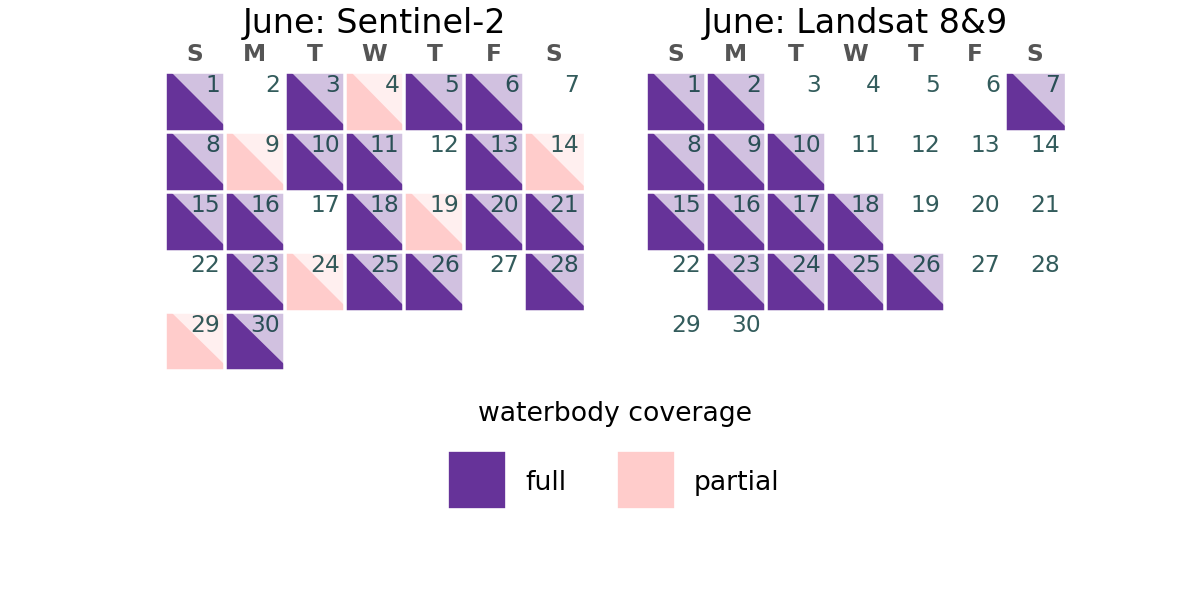 June: Sentinel-2
S M T W T F S
1 2 3 4 5 6 7
8 9 10 11 12 13 14
15 16 17 18 19 20 21
22 23 24 25 26 27 28
29 30
June: Landsat 8&9
S M T W T F S
1 2 3 4 5 6 7
8 9 10 11 12 13 14
15 16 17 18 19 20 21
22 23 24 25 26 27 28
29 30
waterbody coverage
full partial